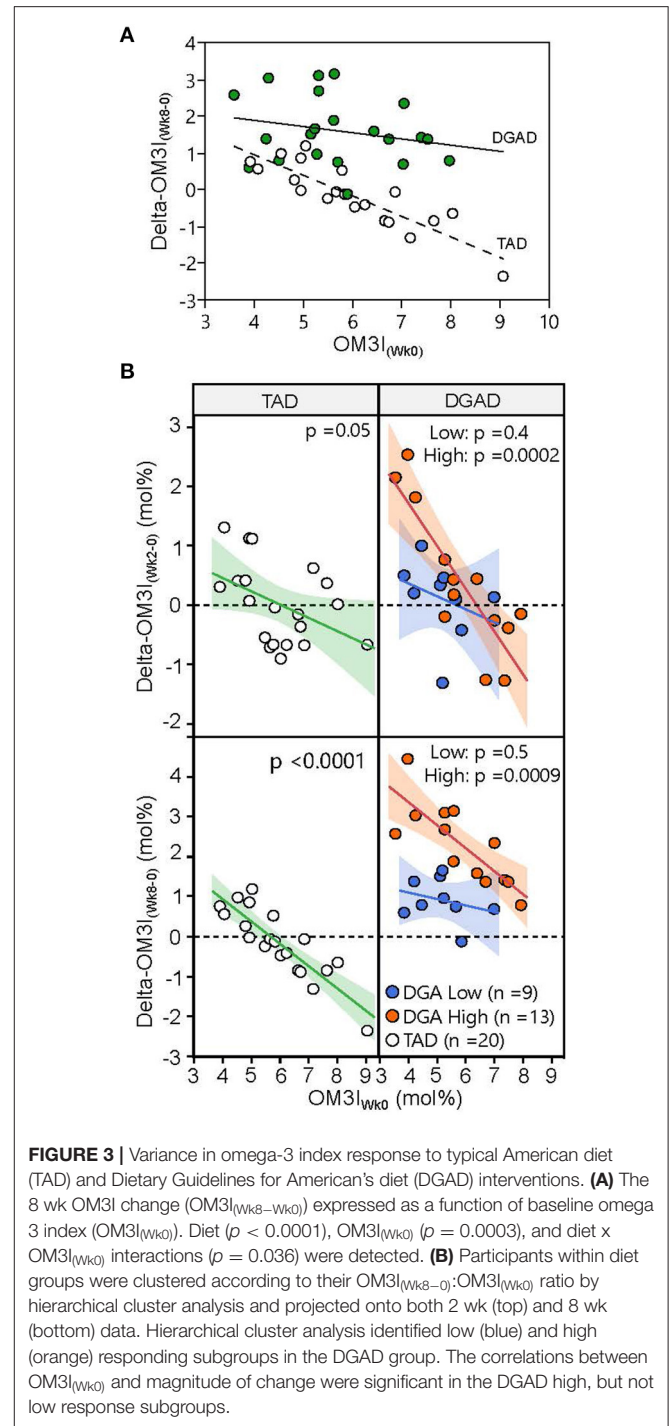 A
4
3
2
1
0
-1
-2
-3
Delta-OM3I(Wk8-0)
DGAD
TAD
3 4 5 6 7 8 9 10
OM3I(Wk0)
B
TAD DGAD
p =0.05
Low: p =0.4
High: p =0.0002
3
2
1
0
-1
-2
Delta-OM3I(Wk2-0) (mol%)
p <0.0001
Low: p =0.5
High: p =0.0009
4
3
2
1
0
-1
-2
-3
Delta-OM3I(Wk8-0) (mol%)
DGA Low (n =9)
DGA High (n =13)
TAD (n =20)
3 4 5 6 7 8 9 3 4 5 6 7 8 9
OM3IWk0 (mol%)
FIGURE 3 | Variance in omega-3 index response to typical American diet
(TAD) and Dietary Guidelines for American's diet (DGAD) interventions. (A) The
8 wk OM3I change (OM3I(Wk8–Wk0)) expressed as a function of baseline omega
3 index (OM3I(Wk0)). Diet (p < 0.0001), OM3I(Wk0) (p = 0.0003), and diet x
OM3I(Wk0) interactions (p = 0.036) were detected. (B) Participants within diet
groups were clustered according to their OM3I(Wk8–0):OM3I(Wk0) ratio by
hierarchical cluster analysis and projected onto both 2 wk (top) and 8 wk
(bottom) data. Hierarchical cluster analysis identified low (blue) and high
(orange) responding subgroups in the DGAD group. The correlations between
OM3I(Wk0) and magnitude of change were significant in the DGAD high, but not
low response subgroups.